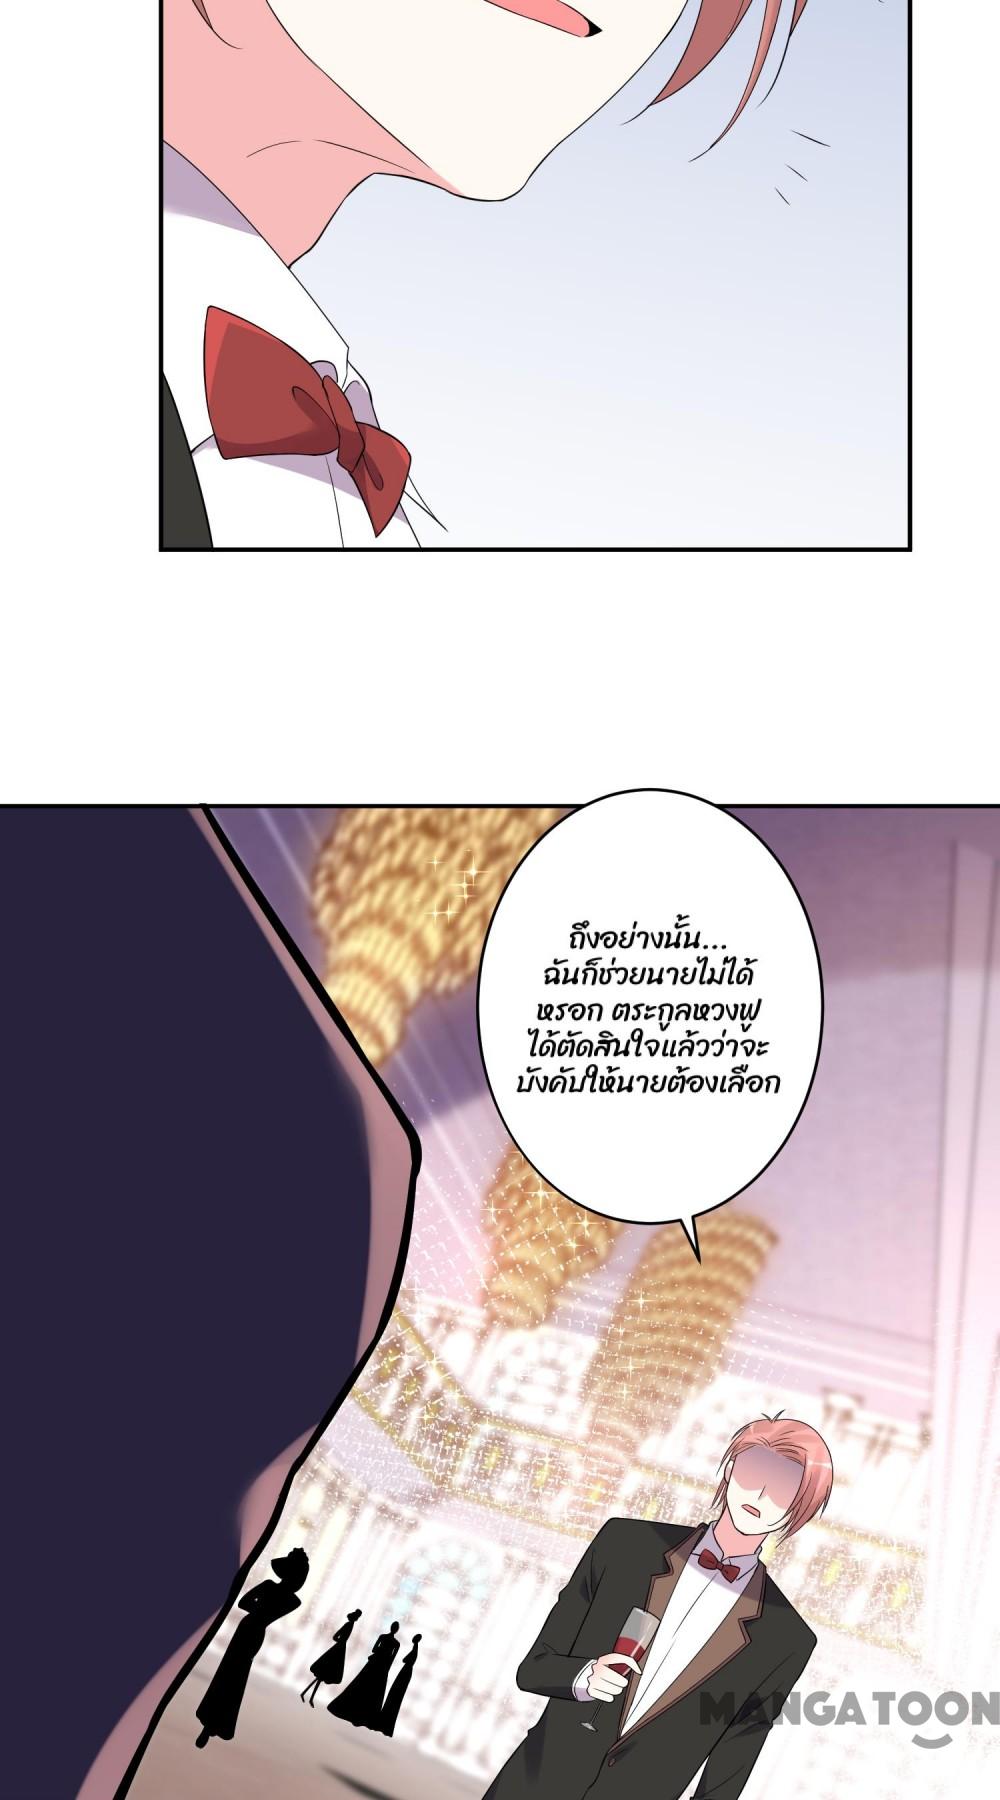 ถึงอย่างนั้น...
ฉันก็ช่วยนายไม่ได้
หรอก ตระกูลหวงฟู
ได้ตัดสินใจแล้วว่าจะ
บังคับให้นายต้องเลือก
MANGATOON